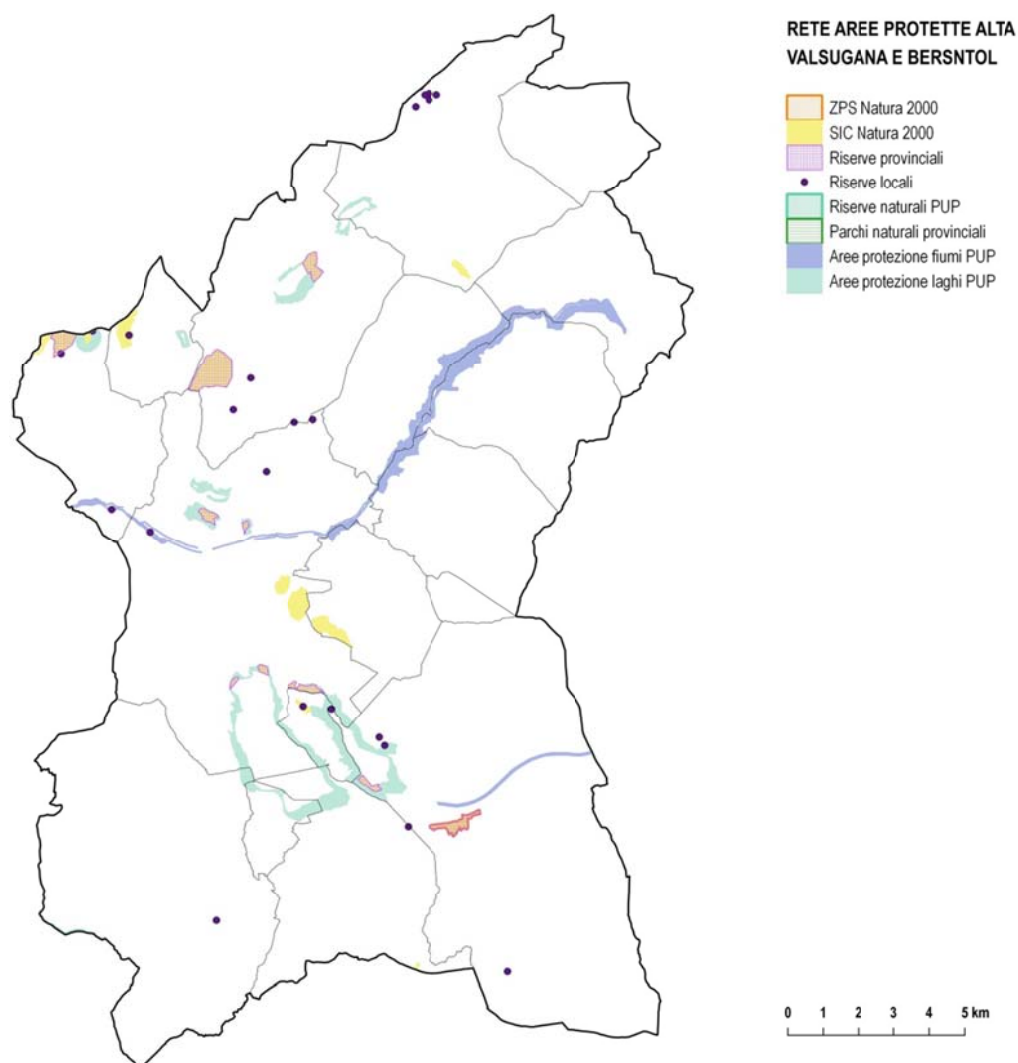 RETE AREE PROTETTE ALTA
VALSUGANA E BERSNTOL
ZPS Natura 2000
SIC Natura 2000
Riserve provinciali
Riserve locali
Riserve naturali PUP
Parchi naturali provinciali
Aree protezione fiumi PUP
Aree protezione laghi PUP
0 1 2 3 4 5 km